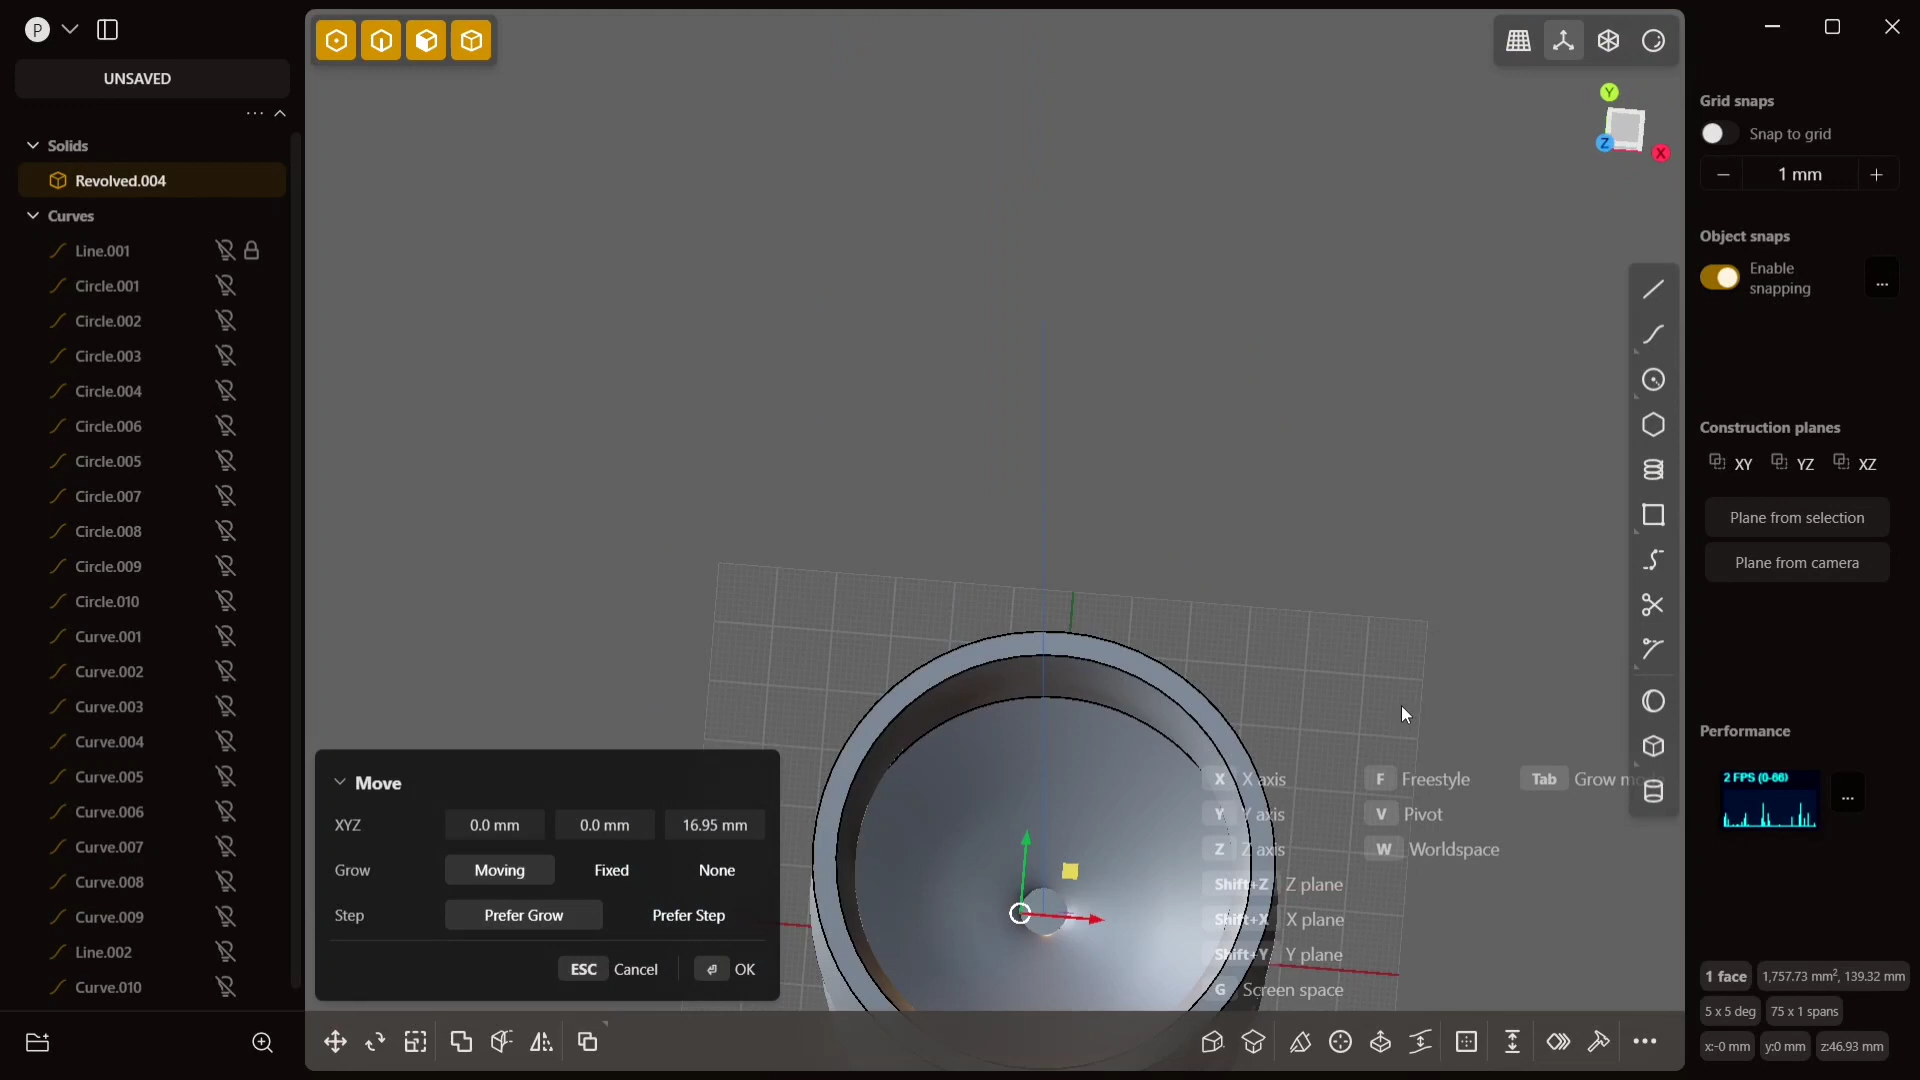 P
UNSAVED
Solids
Revolved.004
Curves
Line.001
Circle.001
Circle.002
Circle.003
Circle.004
Circle.006
Circle.005
Circle.007
Circle.008
Circle.009
Circle.010
Curve.001
Curve.002
Curve.003
Curve.004
Curve.005
Curve.006
Curve.007
Curve.008
Curve.009
Line.002
Curve.010
Y
Z
X
Move
XYZ 0.0 mm 0.0 mm 16.95 mm
Grow Moving Fixed None
Step Prefer Grow Prefer Step
ESC Cancel OK
X X axis F Freestyle Tab Grow m
Y Y axis V Pivot
Z Z axis W Worldspace
Shift+Z Z plane
Shift+X X plane
Shift+Y Y plane
G Screen space
Grid snaps
Snap to grid
1 mm
Object snaps
Enable
snapping
...
Construction planes
XY YZ XZ
Plane from selection
Plane from camera
Performance
2 FPS (0-66)
...
1 face 1,757.73 mm², 139.32 mm
5 x 5 deg 75 x 1 spans
x:-0 mm y:0 mm z:46.93 mm